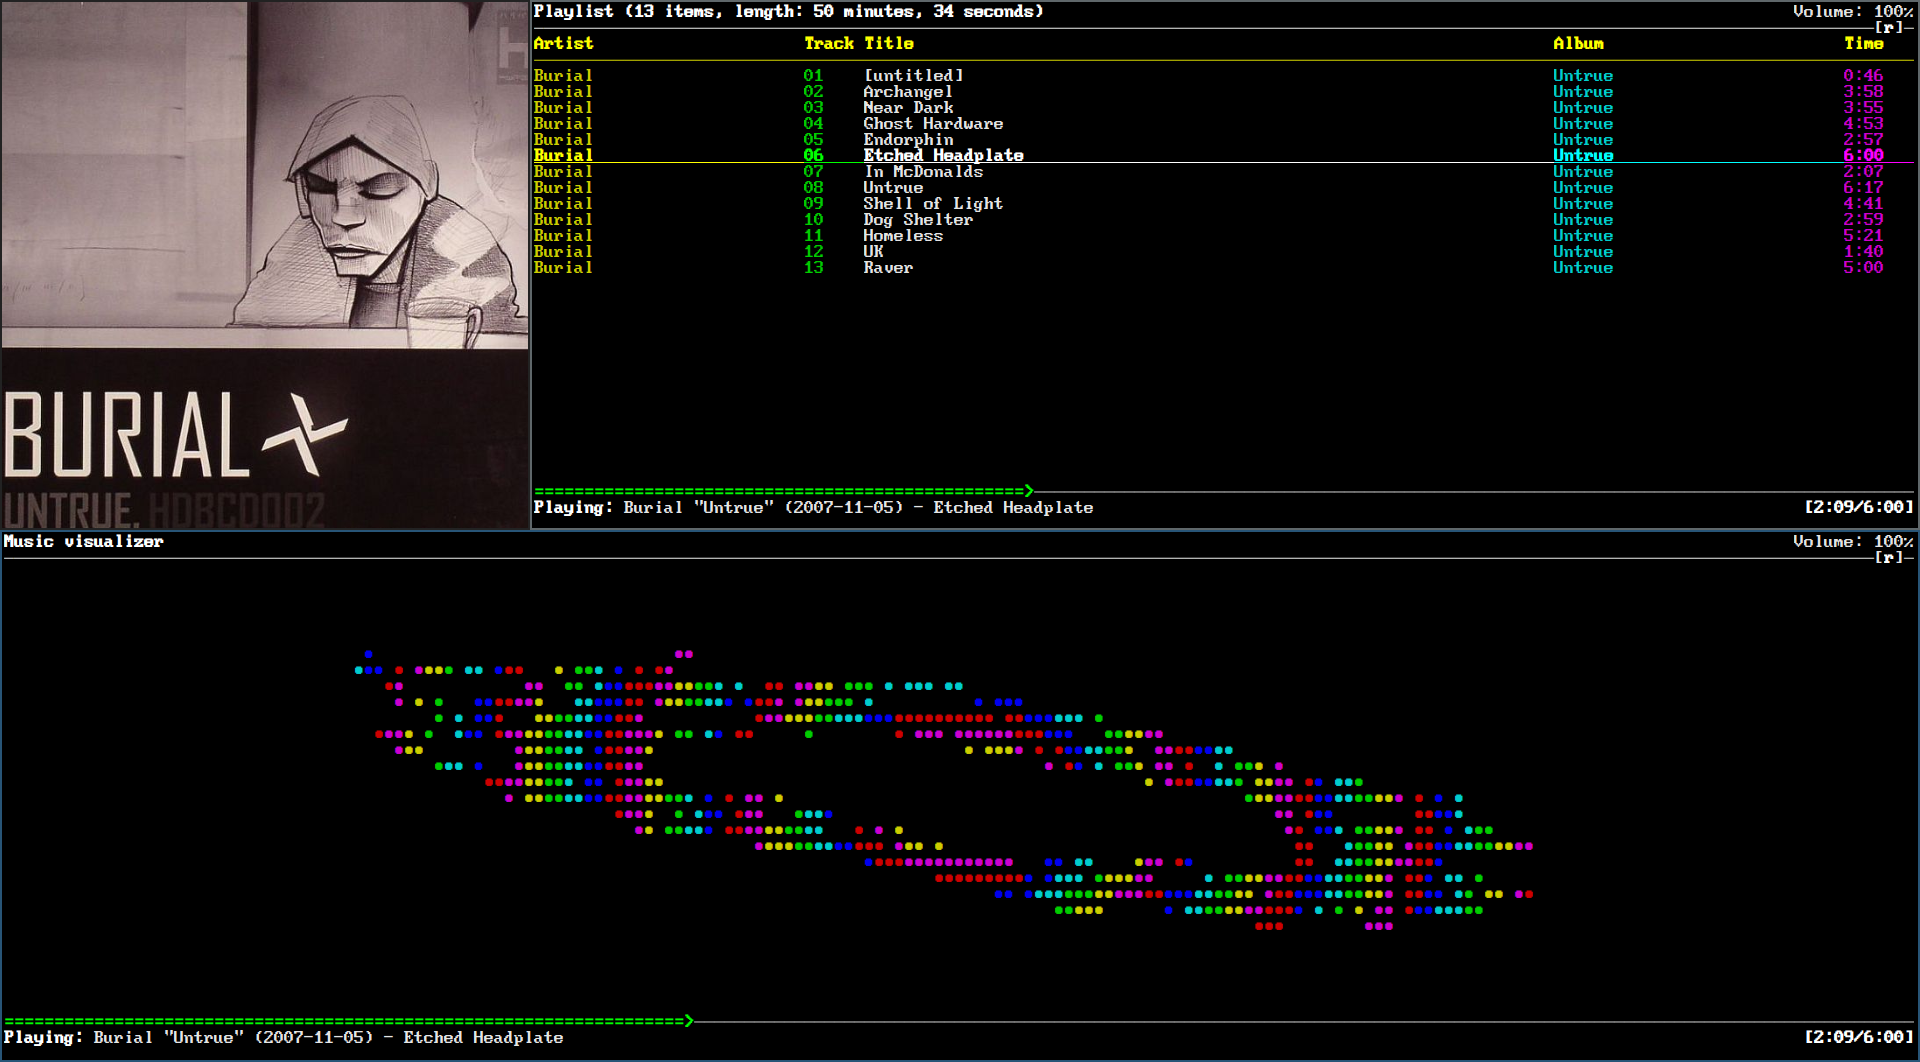 BURIAL
UNTRUE. HDBCD002
Playlist (13 items, length: 50 minutes, 34 seconds) Volume: 100%
[r]
Artist Track Title Album Time
Burial 01 [untitled] Untrue 0:46
Burial 02 Archangel Untrue 3:58
Burial 03 Near Dark Untrue 3:55
Burial 04 Ghost Hardware Untrue 4:53
Burial 05 Endorphin Untrue 2:57
Burial 06 Etched Headplate Untrue 6:00
Burial 07 In McDonalds Untrue 2:07
Burial 08 Untrue Untrue 6:17
Burial 09 Shell of Light Untrue 4:41
Burial 10 Dog Shelter Untrue 2:59
Burial 11 Homeless Untrue 5:21
Burial 12 UK Untrue 1:40
Burial 13 Raver Untrue 5:00
Playing: Burial "Untrue" (2007-11-05) - Etched Headplate [2:09/6:00]
Music visualizer Volume: 100%
[r]
Playing: Burial "Untrue" (2007-11-05) - Etched Headplate [2:09/6:00]